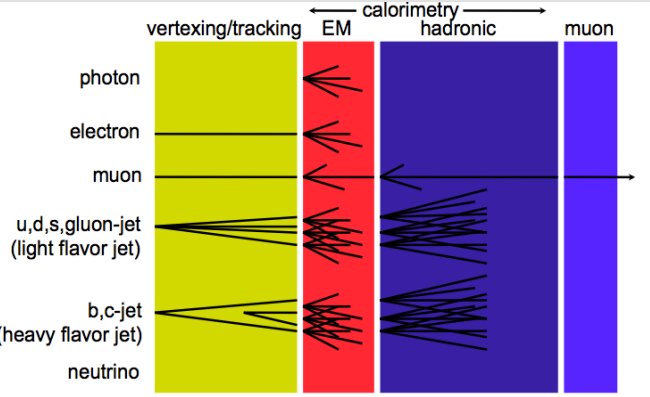 calorimetry
vertexing/tracking EM hadronic muon
photon
electron
muon
u,d,s,gluon-jet
(light flavor jet)
b,c-jet
(heavy flavor jet)
neutrino